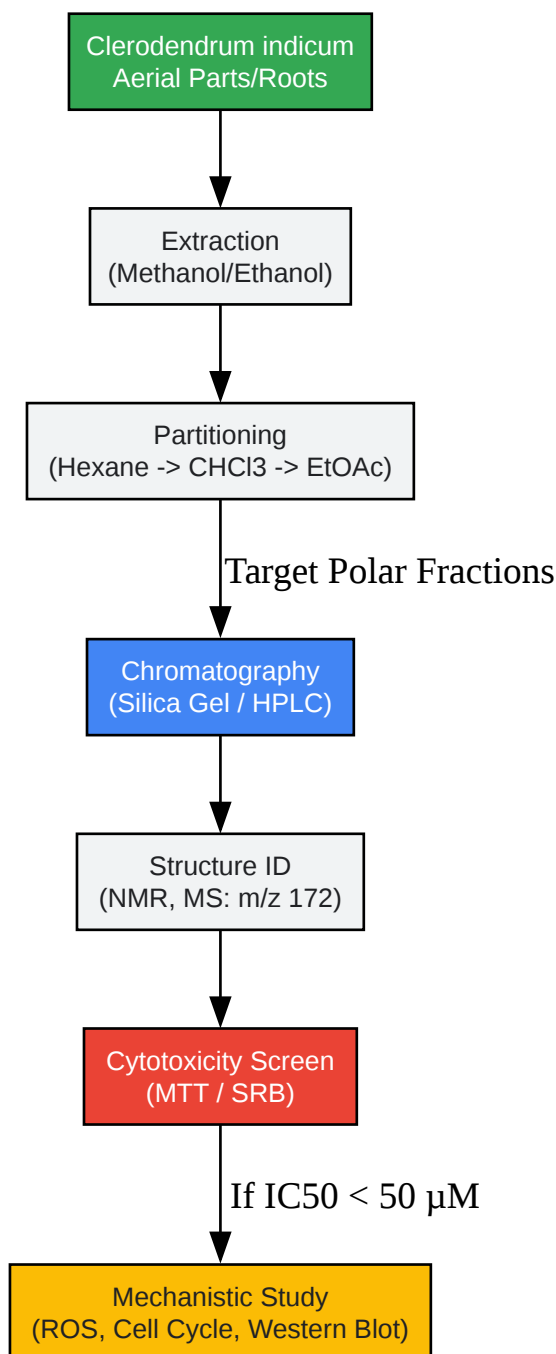 Clerodendrum indicum
Aerial Parts/Roots
Extraction
(Methanol/Ethanol)
Partitioning
(Hexane -> CHCl3 -> EtOAc)
Target Polar Fractions
Chromatography
(Silica Gel / HPLC)
Structure ID
(NMR, MS: m/z 172)
Cytotoxicity Screen
(MTT / SRB)
If IC50 < 50 µM
Mechanistic Study
(ROS, Cell Cycle, Western Blot)